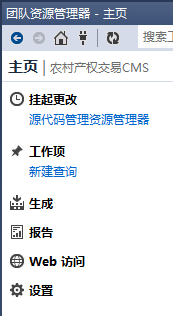 团队资源管理器 - 主页
搜索工
主页 | 农村产权交易CMS
挂起更改
源代码管理资源管理器
工作项
新建查询
生成
报告
Web 访问
设置